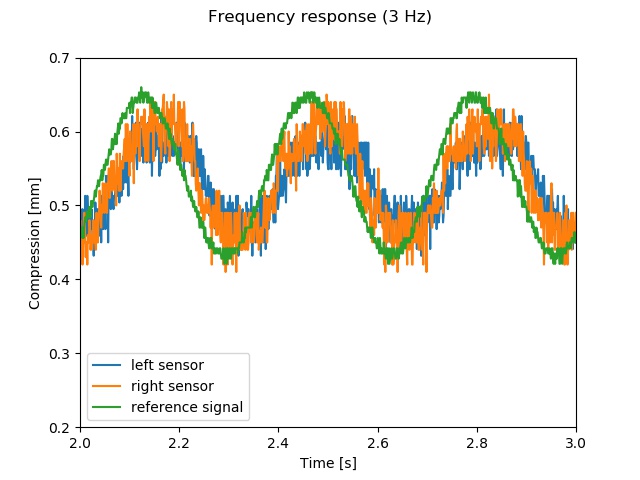 Frequency response (3 Hz)
0.7
0.6
0.5
0.4
0.3
0.2
Compression [mm]
left sensor
right sensor
reference signal
2.0 2.2 2.4 2.6 2.8 3.0
Time [s]